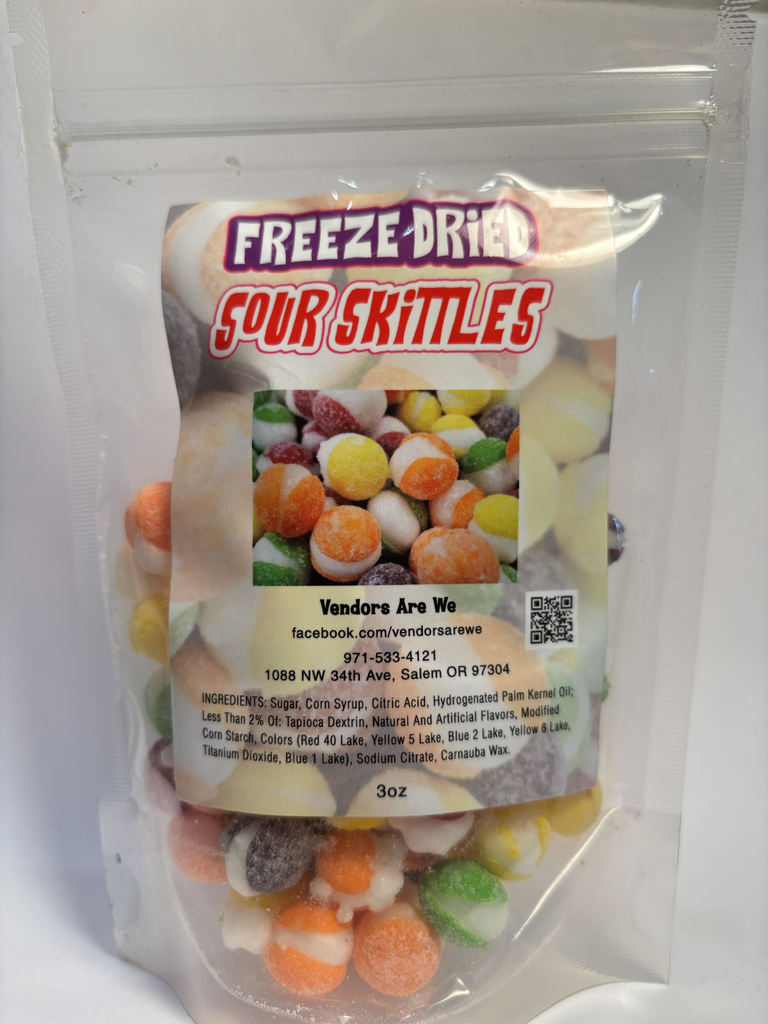 FREEZE DRiED
SOUR SKiTTLES
Vendors Are We
facebook.com/vendorsarewe
971-533-4121
1088 NW 34th Ave, Salem OR 97304
INGREDIENTS: Sugar, Corn Syrup, Citric Acid, Hydrogenated Palm Kernel Oil;
Less Than 2% Of: Tapioca Dextrin, Natural And Artificial Flavors, Modified
Corn Starch, Colors (Red 40 Lake, Yellow 5 Lake, Blue 2 Lake, Yellow 6 Lake,
Titanium Dioxide, Blue 1 Lake), Sodium Citrate, Carnauba Wax.
3oz